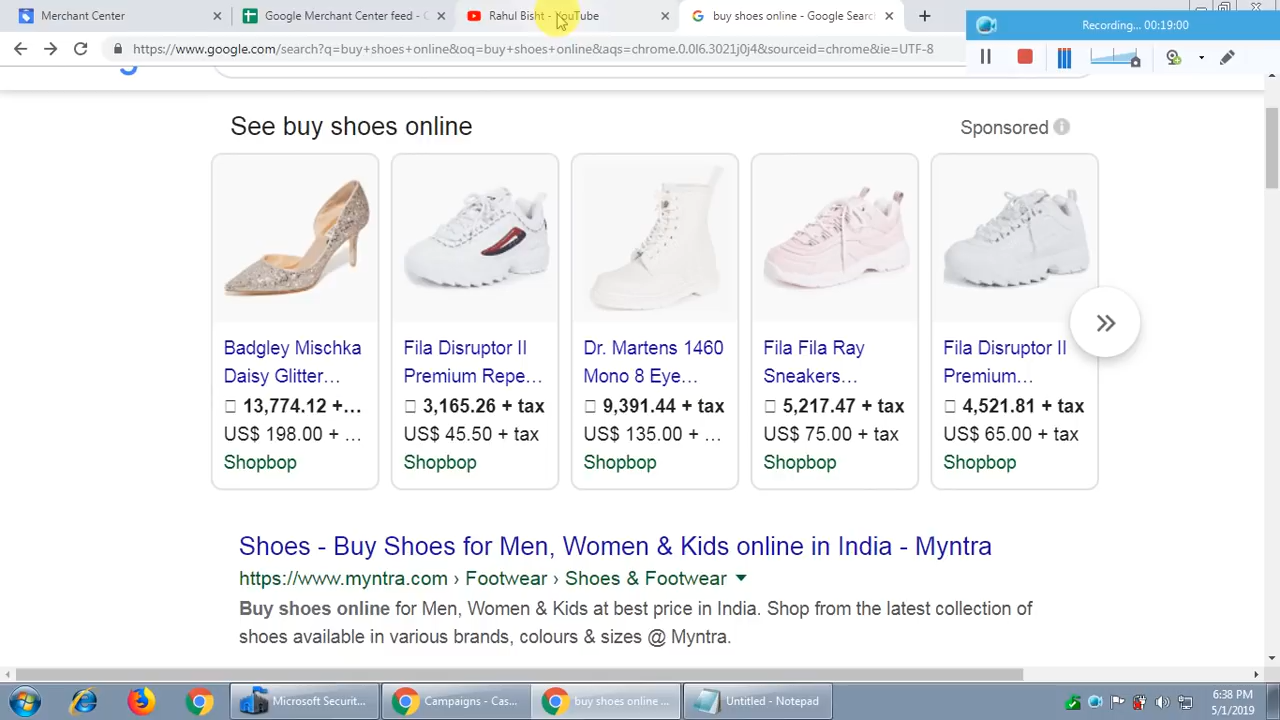 Merchant Center
Google Merchant Center feed - G
Rahul Bisht - YouTube
buy shoes online - Google Search
Recording... 00:19:00
https://www.google.com/search?q=buy+shoes+online&oq=buy+shoes+online&aqs=chrome.0.0l6.3021j0j4&sourceid=chrome&ie=UTF-8
See buy shoes online
Sponsored
Badgley Mischka
Daisy Glitter…
13,774.12 +…
US$ 198.00 + …
Shopbop
Fila Disruptor II
Premium Repe…
3,165.26 + tax
US$ 45.50 + tax
Shopbop
Dr. Martens 1460
Mono 8 Eye…
9,391.44 + tax
US$ 135.00 + …
Shopbop
Fila Fila Ray
Sneakers…
5,217.47 + tax
US$ 75.00 + tax
Shopbop
Fila Disruptor II
Premium…
4,521.81 + tax
US$ 65.00 + tax
Shopbop
Shoes - Buy Shoes for Men, Women & Kids online in India - Myntra
https://www.myntra.com › Footwear › Shoes & Footwear
Buy shoes online for Men, Women & Kids at best price in India. Shop from the latest collection of
shoes available in various brands, colours & sizes @ Myntra.
Microsoft Securit...
Campaigns - Cas...
buy shoes online ...
Untitled - Notepad
6:38 PM
5/1/2019